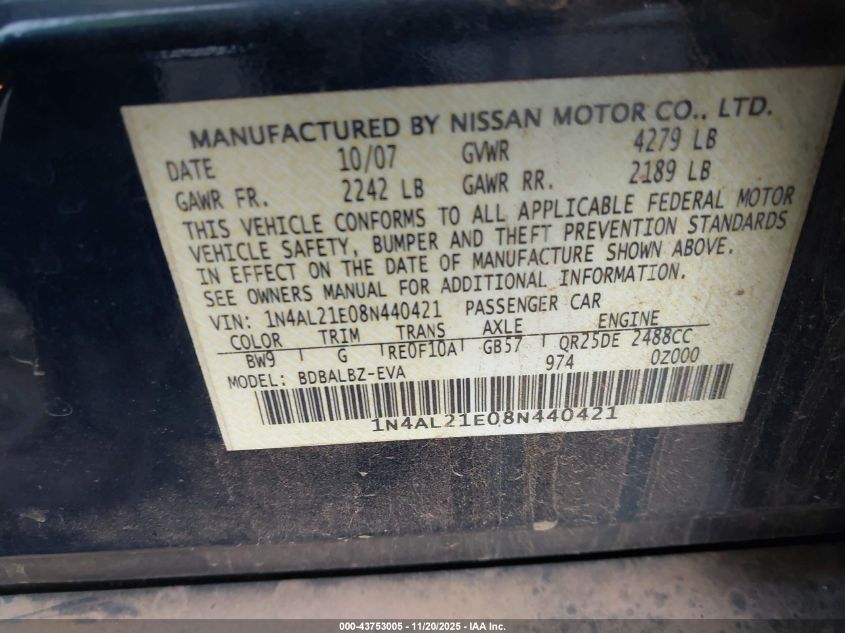 MANUFACTURED BY NISSAN MOTOR CO., LTD.
DATE 10/07 GVWR 4279 LB
GAWR FR. 2242 LB GAWR RR. 2189 LB
THIS VEHICLE CONFORMS TO ALL APPLICABLE FEDERAL MOTOR
VEHICLE SAFETY, BUMPER AND THEFT PREVENTION STANDARDS
IN EFFECT ON THE DATE OF MANUFACTURE SHOWN ABOVE.
SEE OWNERS MANUAL FOR ADDITIONAL INFORMATION.
VIN: 1N4AL21E08N440421 PASSENGER CAR
COLOR TRIM TRANS AXLE ENGINE
BW9 G RE0F10A GB57 QR25DE 2488CC
MODEL: BDBALBZ-EVA 974 0Z000
1N4AL21E08N440421
000-43753005 - 11/20/2025 - IAA Inc.